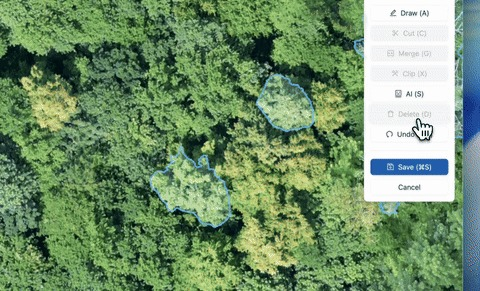 Draw (A)
Cut (C)
Merge (G)
Clip (X)
AI (S)
Delete (D)
Undo
Save (⌘S)
Cancel